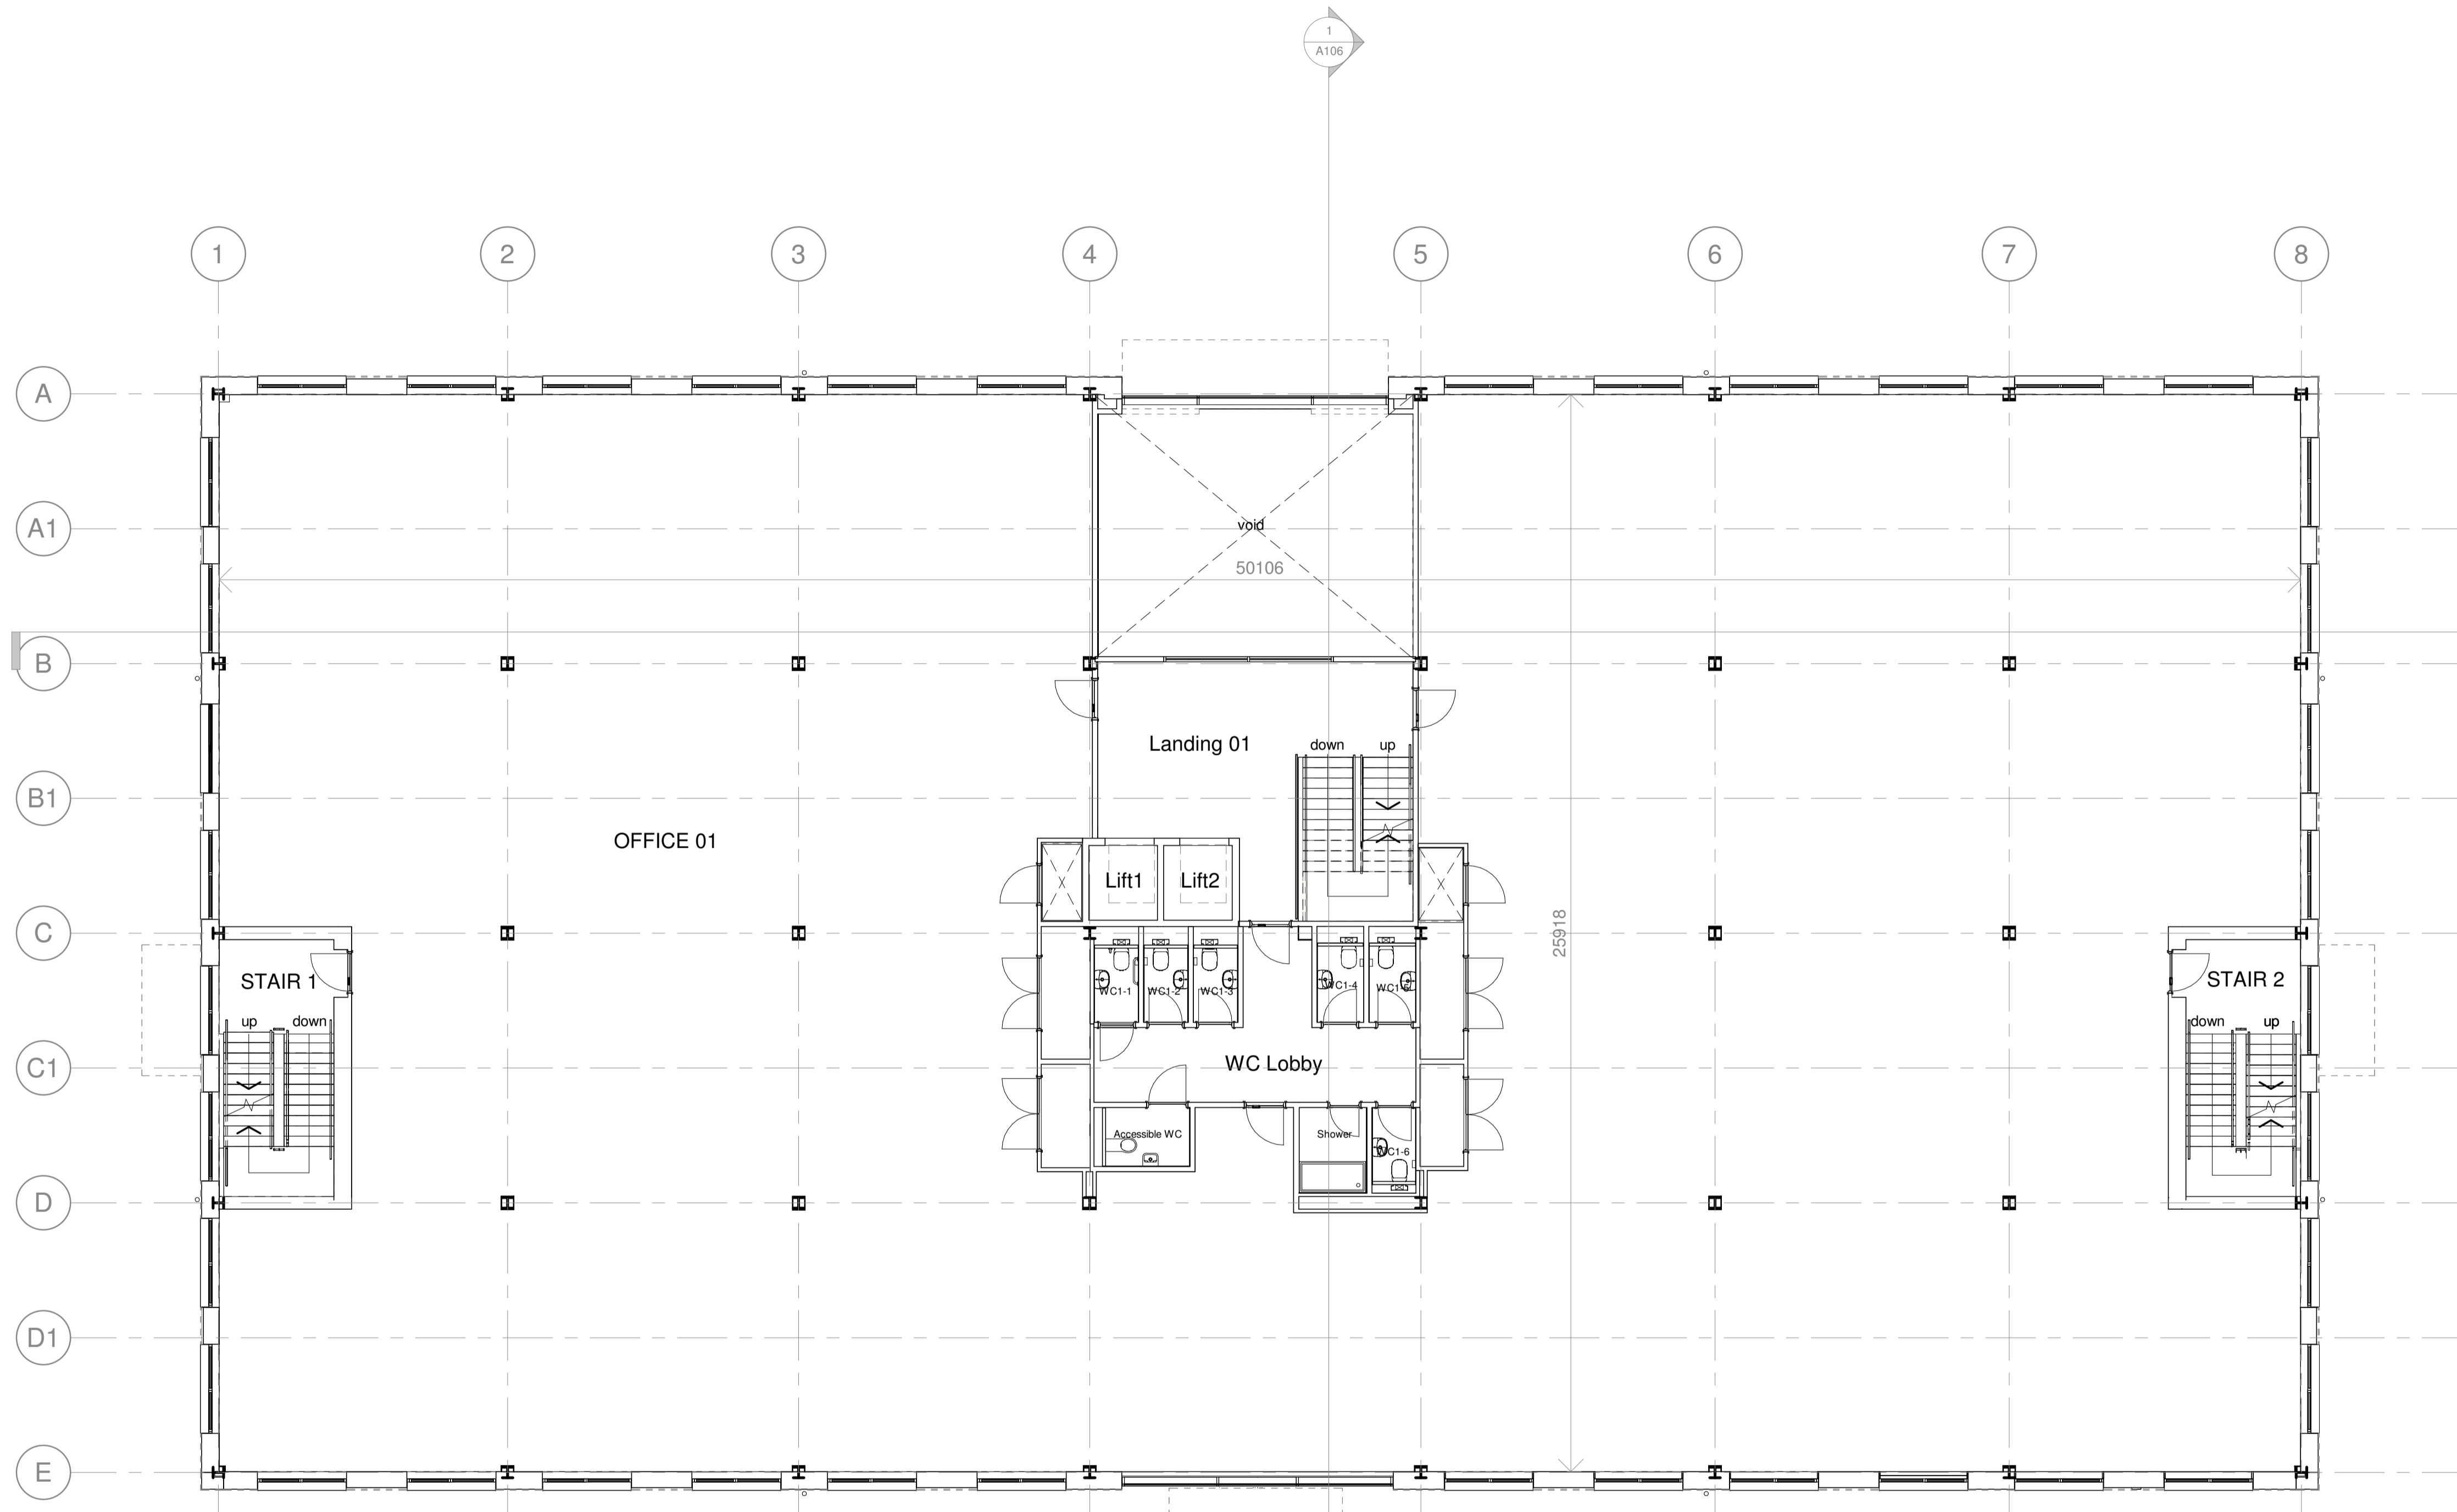 1
A106
1 2 3 4 5 6 7 8
A
A1
void
50106
B
Landing 01
down up
B1
OFFICE 01
Lift1 Lift2
25918
C
STAIR 1
STAIR 2
WC1-1 WC1-2 WC1-3 WC1-4 WC1-5
up down
down up
C1
WC Lobby
Accessible WC Shower
WC1-6
D
D1
E